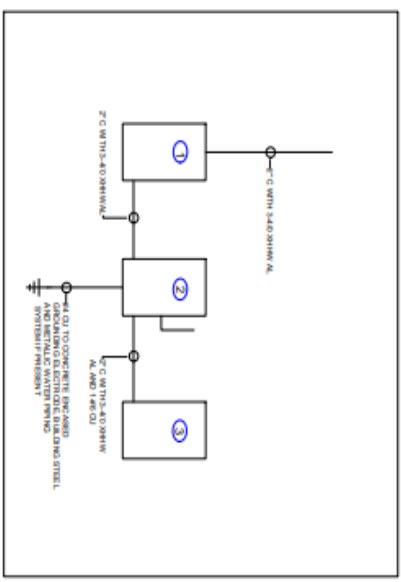 2" C WITH 3-4/0 XHHW AL
1
2" C WITH 3-4/0 XHHW AL
2
2" C WITH 3-4/0 XHHW
AL AND 1-#6 CU
3
#4 CU TO CONCRETE ENCASED
GROUNDING ELECTRODE, BUILDING STEEL
AND METALLIC WATER PIPING
SYSTEM IF PRESENT